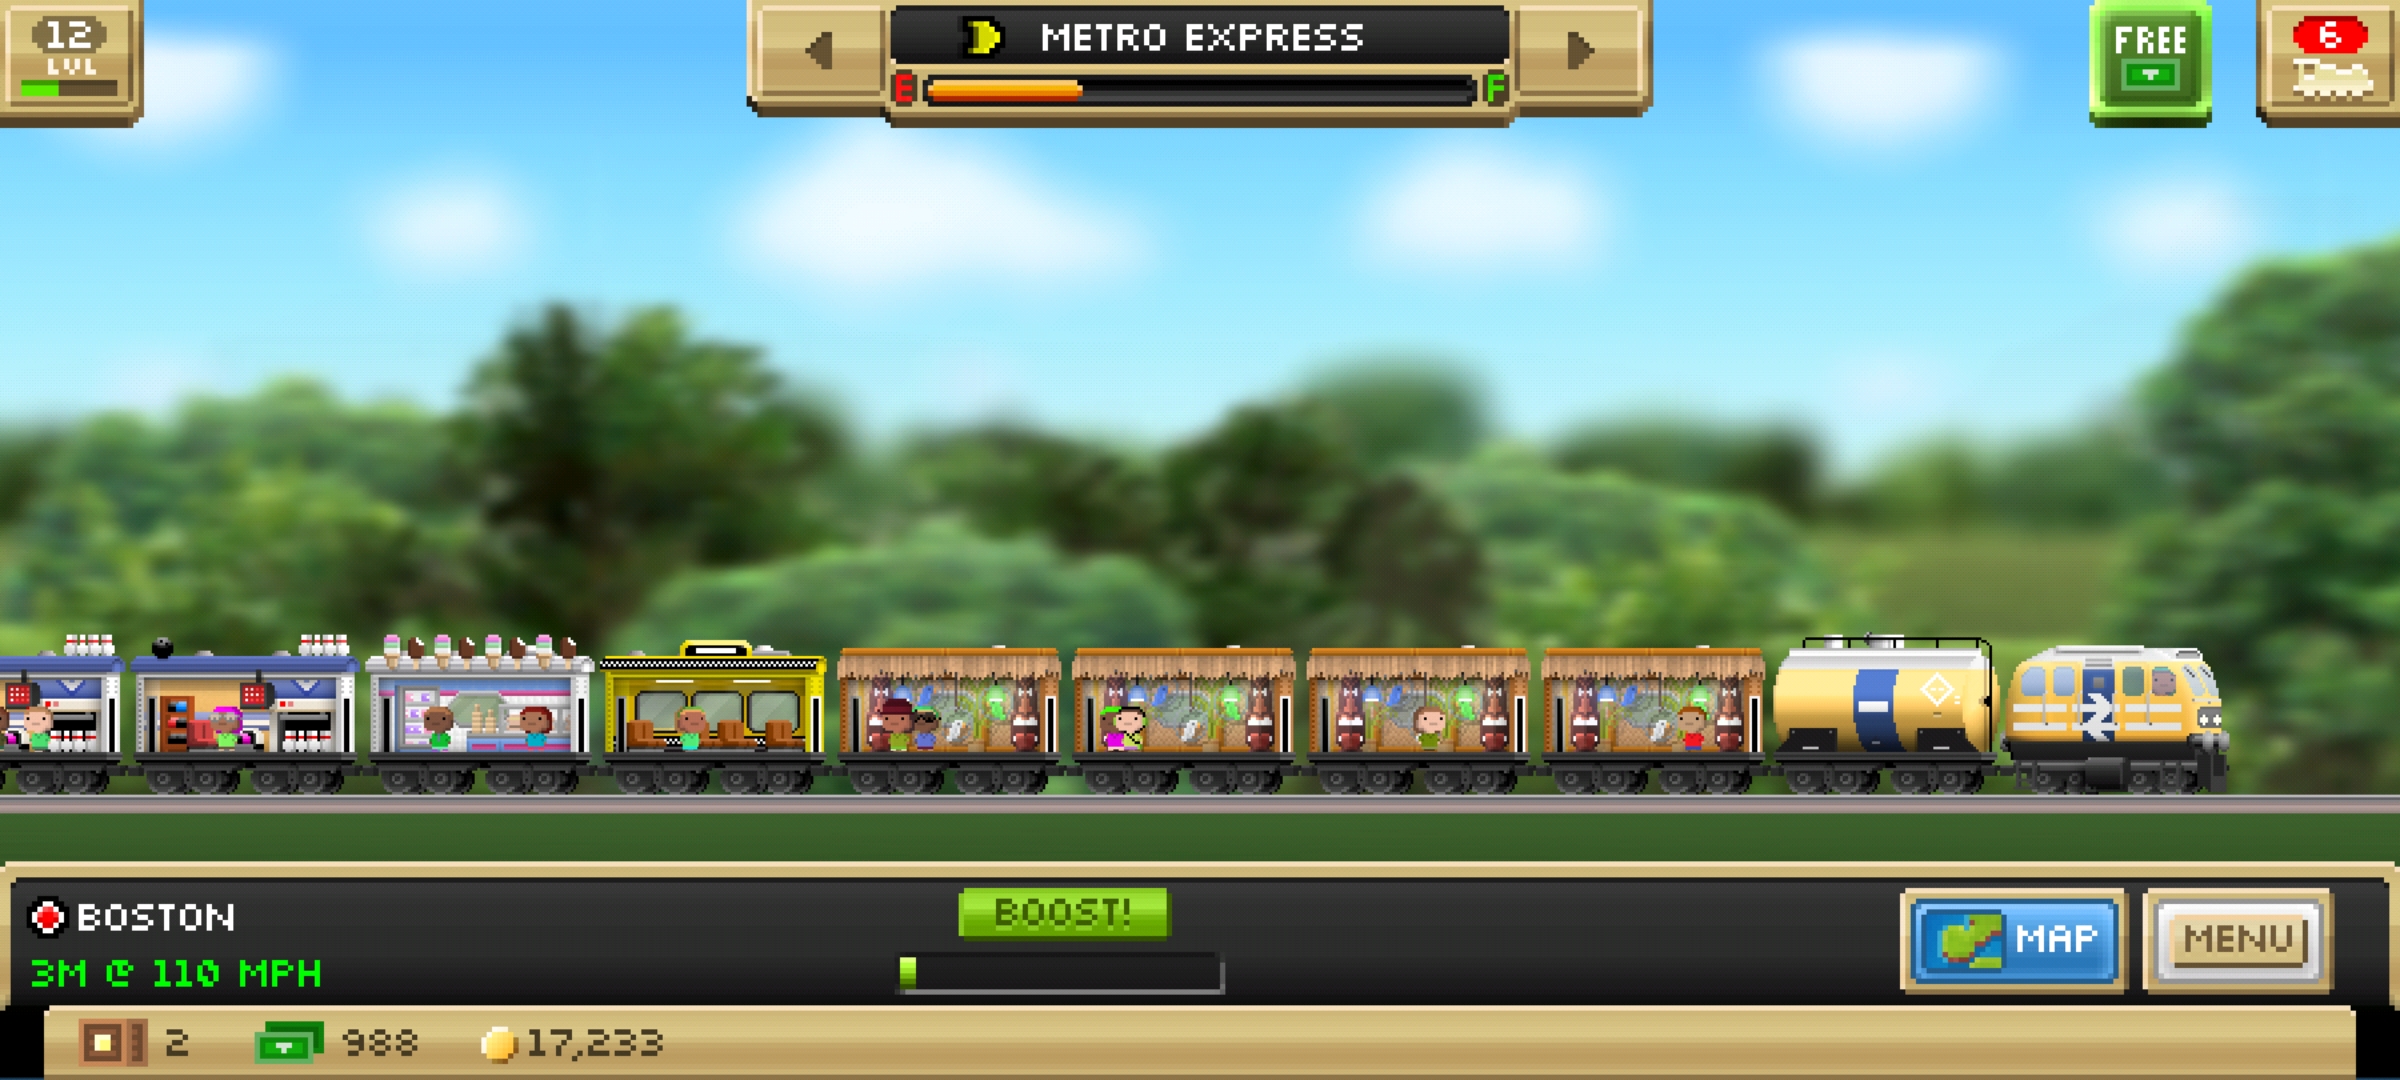 12
LVL
METRO EXPRESS
E F
FREE
6
BOSTON
3M @ 110 MPH
BOOST!
MAP
MENU
2 988 17,233